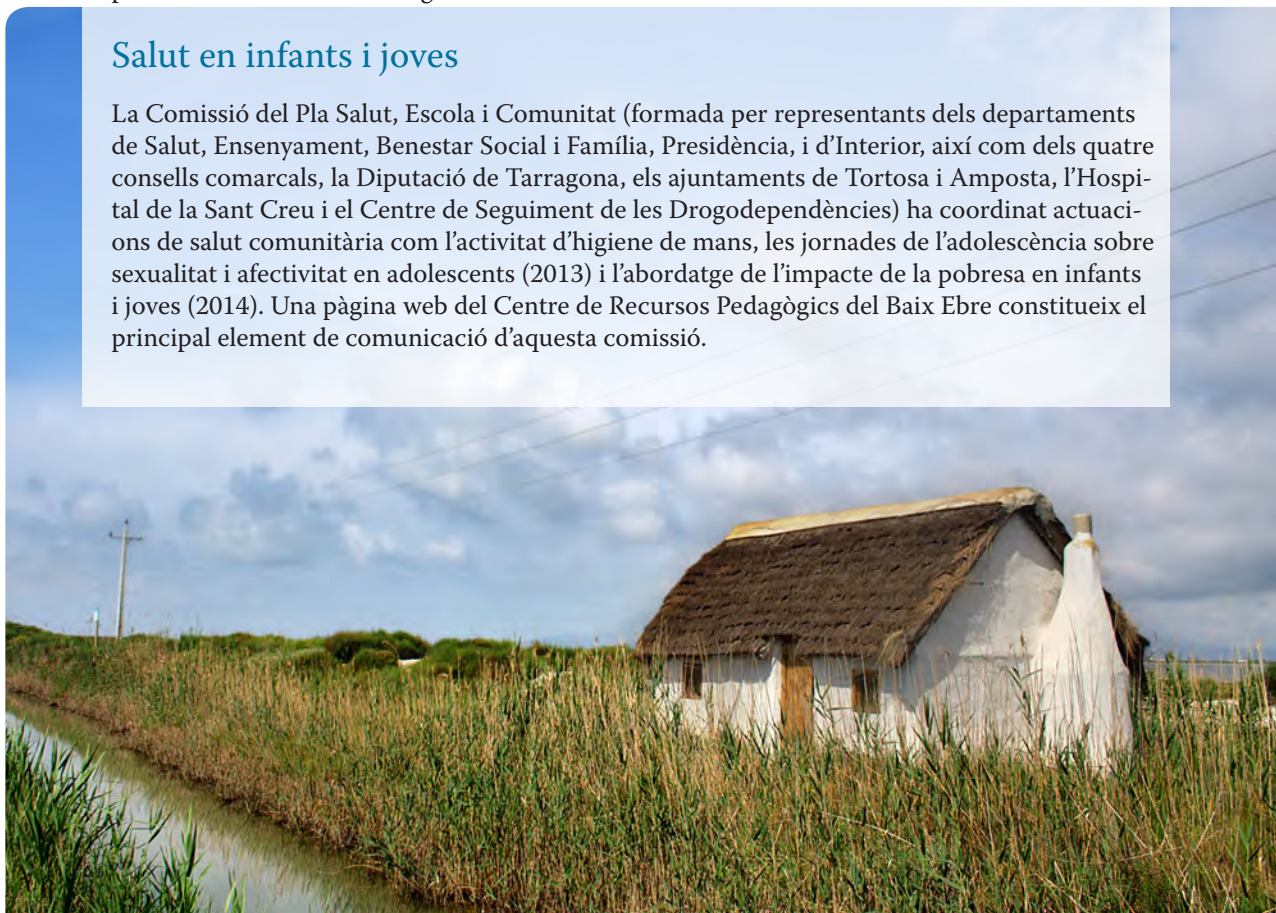 Salut en infants i joves
La Comissió del Pla Salut, Escola i Comunitat (formada per representants dels departaments
de Salut, Ensenyament, Benestar Social i Família, Presidència, i d’Interior, així com dels quatre
consells comarcals, la Diputació de Tarragona, els ajuntaments de Tortosa i Amposta, l’Hospi-
tal de la Sant Creu i el Centre de Seguiment de les Drogodependències) ha coordinat actuaci-
ons de salut comunitària com l’activitat d’higiene de mans, les jornades de l’adolescència sobre
sexualitat i afectivitat en adolescents (2013) i l’abordatge de l’impacte de la pobresa en infants
i joves (2014). Una pàgina web del Centre de Recursos Pedagògics del Baix Ebre constitueix el
principal element de comunicació d’aquesta comissió.